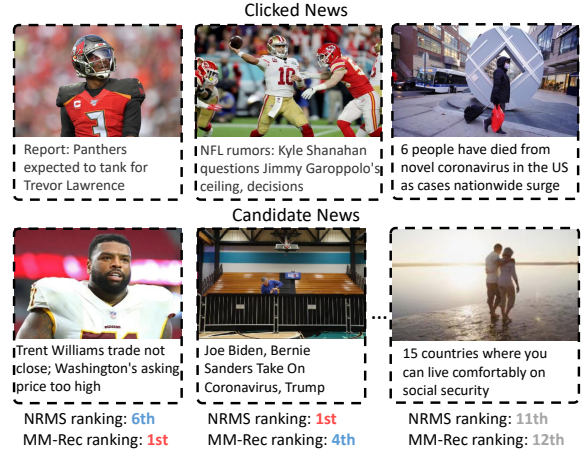 Clicked News
Report: Panthers
expected to tank for
Trevor Lawrence
NFL rumors: Kyle Shanahan
questions Jimmy Garoppolo's
ceiling, decisions
6 people have died from
novel coronavirus in the US
as cases nationwide surge
3
10
Candidate News
Trent Williams trade not
close; Washington's asking
price too high
Joe Biden, Bernie
Sanders Take On
Coronavirus, Trump
...
15 countries where you
can live comfortably on
social security
NRMS ranking: 6th
MM-Rec ranking: 1st
NRMS ranking: 1st
MM-Rec ranking: 4th
NRMS ranking: 11th
MM-Rec ranking: 12th